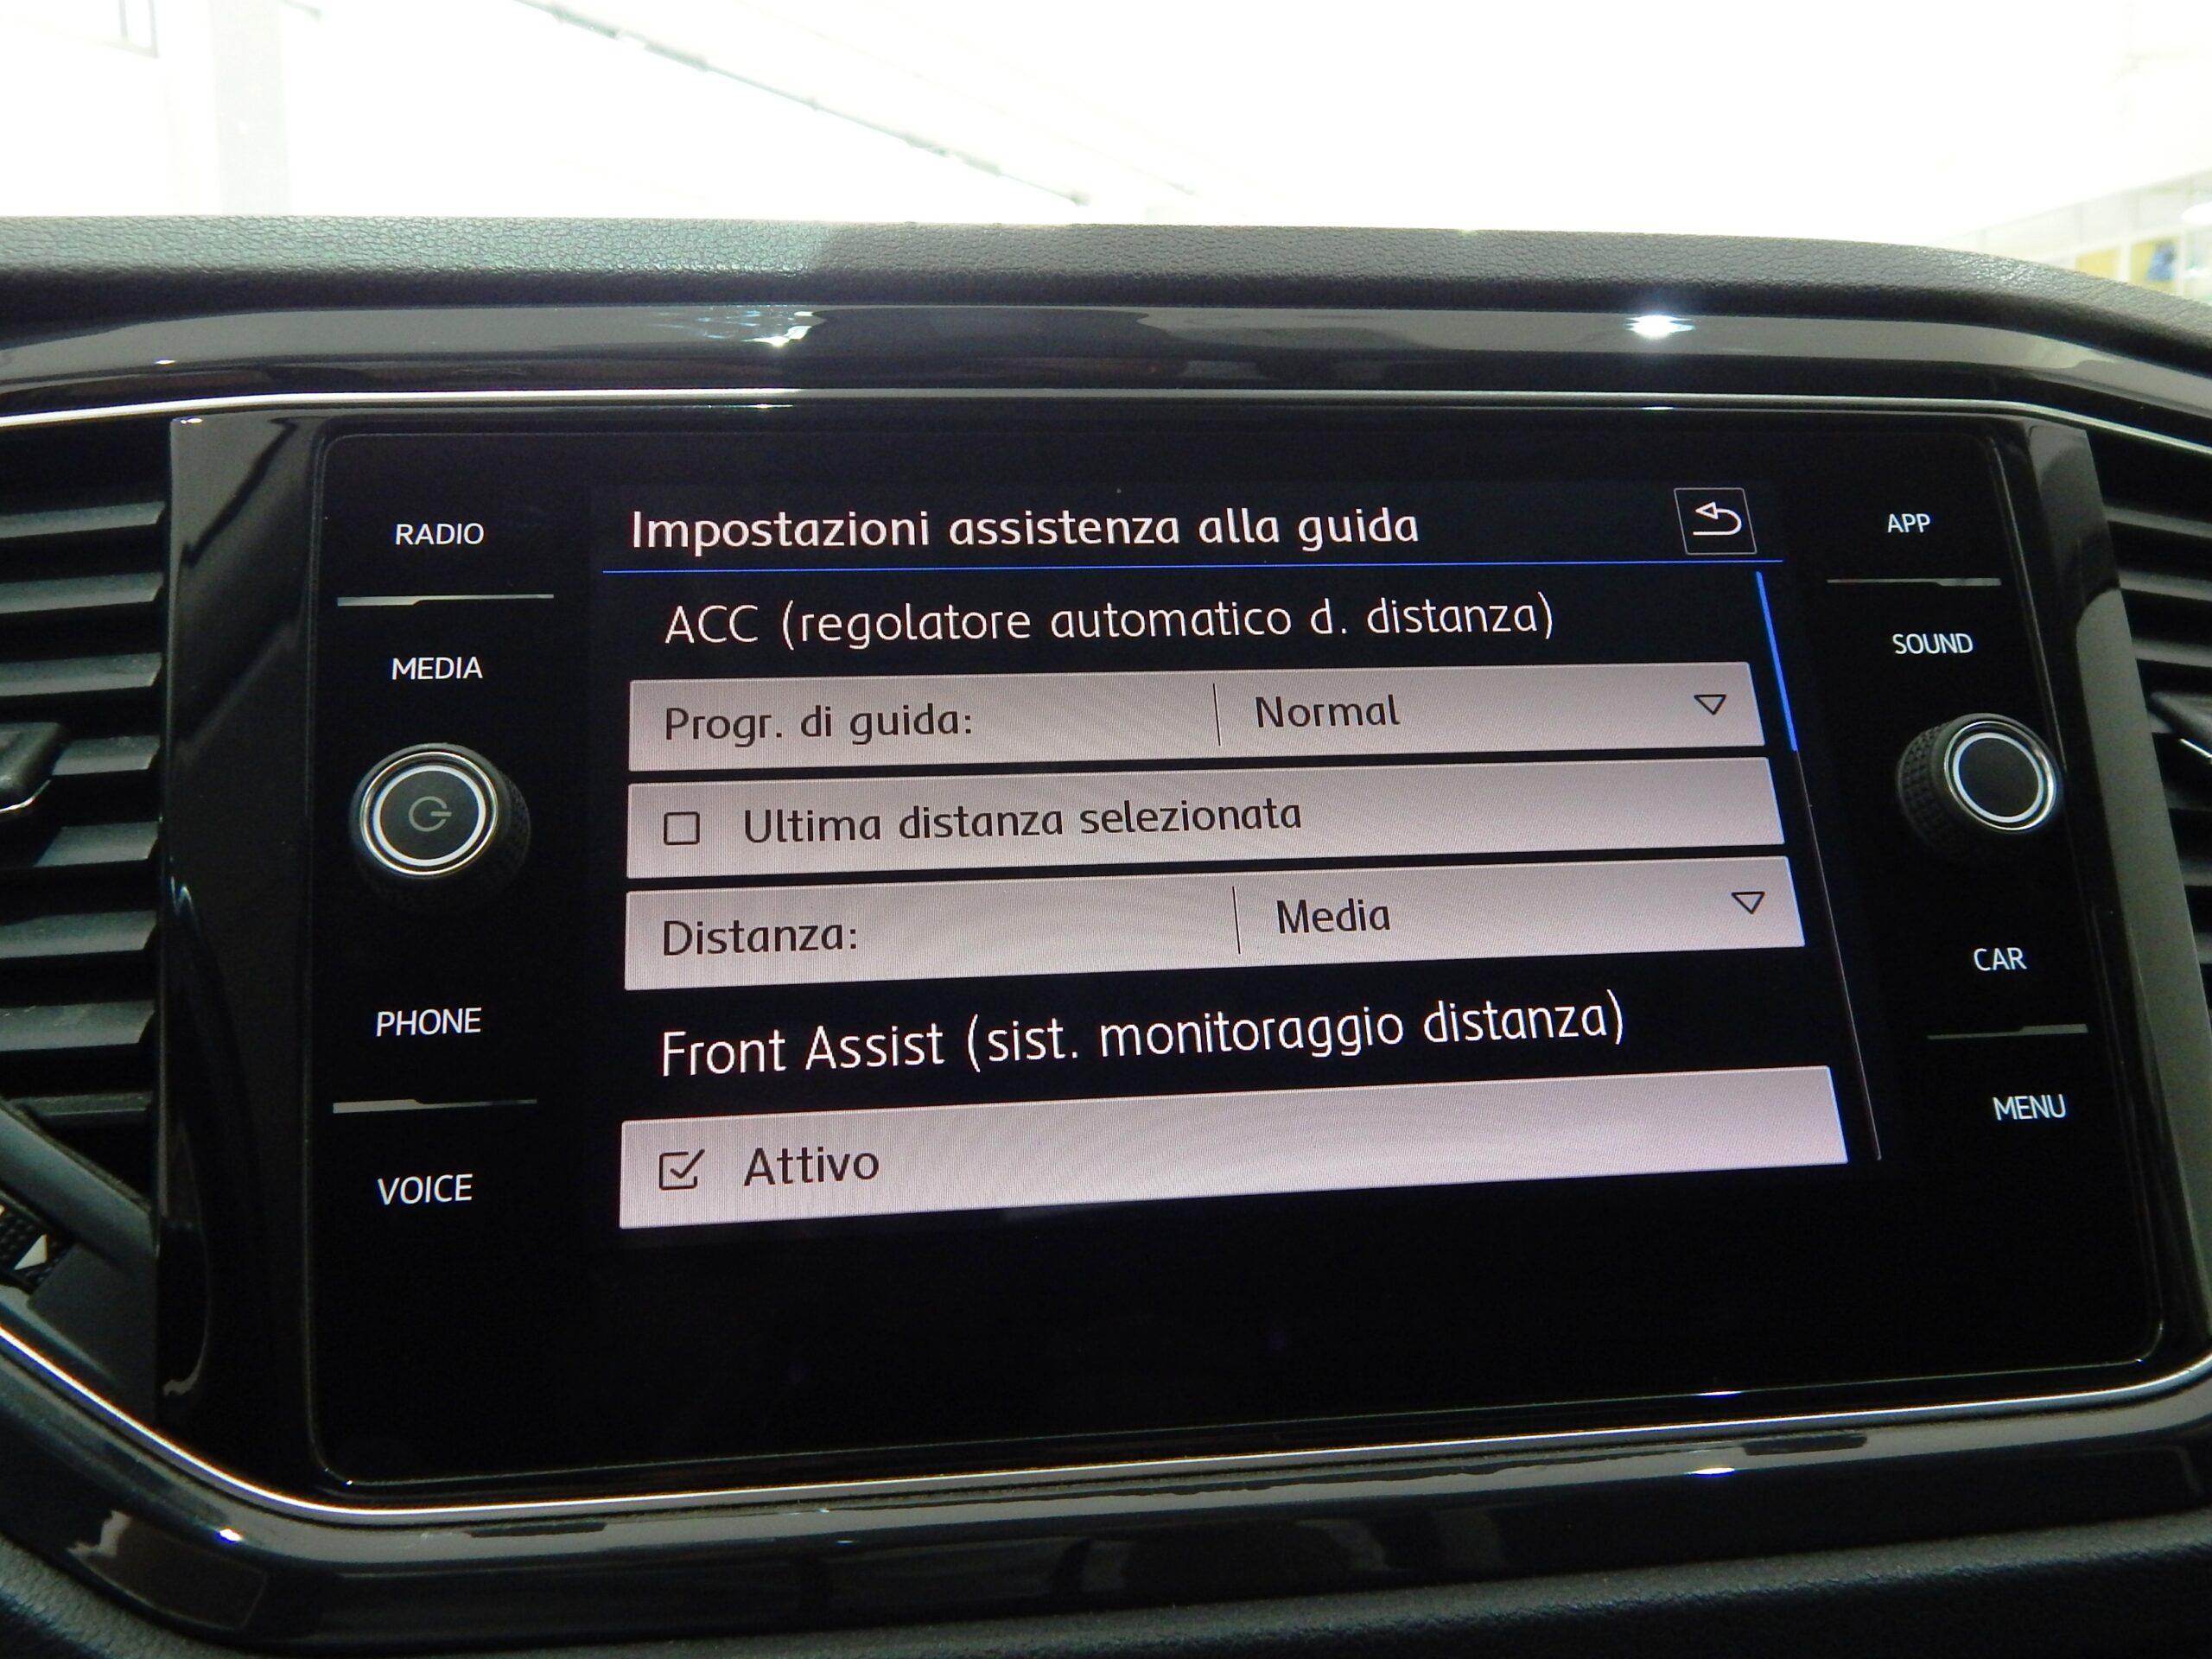 RADIO
MEDIA
PHONE
VOICE
Impostazioni assistenza alla guida
ACC (regolatore automatico d. distanza)
Progr. di guida: Normal
Ultima distanza selezionata
Distanza: Media
Front Assist (sist. monitoraggio distanza)
Attivo
APP
SOUND
CAR
MENU